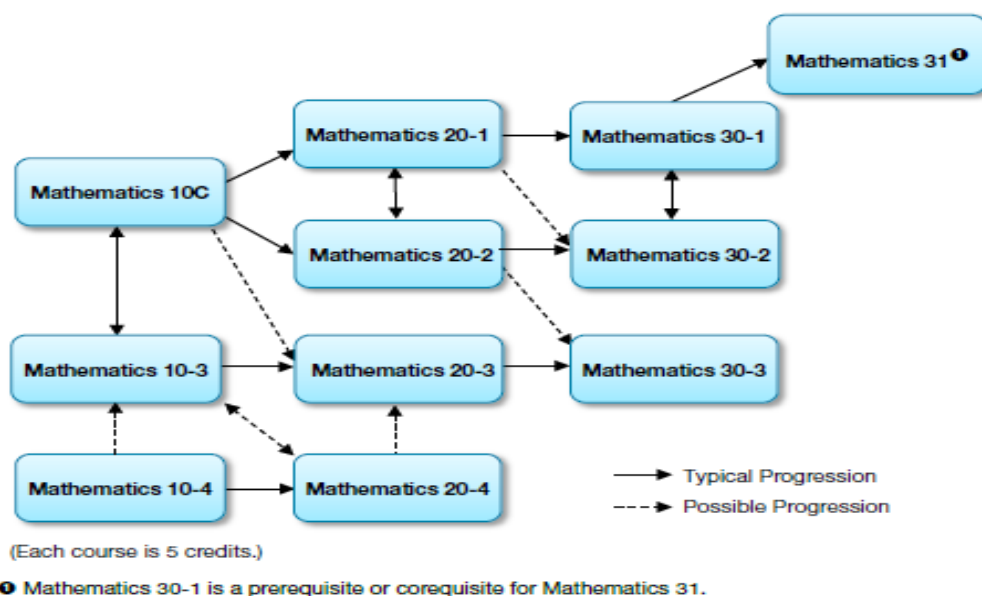 Mathematics 31❶
Mathematics 20-1
Mathematics 30-1
Mathematics 10C
Mathematics 20-2
Mathematics 30-2
Mathematics 10-3
Mathematics 20-3
Mathematics 30-3
Mathematics 10-4
Mathematics 20-4
Typical Progression
Possible Progression
(Each course is 5 credits.)
❶ Mathematics 30-1 is a prerequisite or corequisite for Mathematics 31.